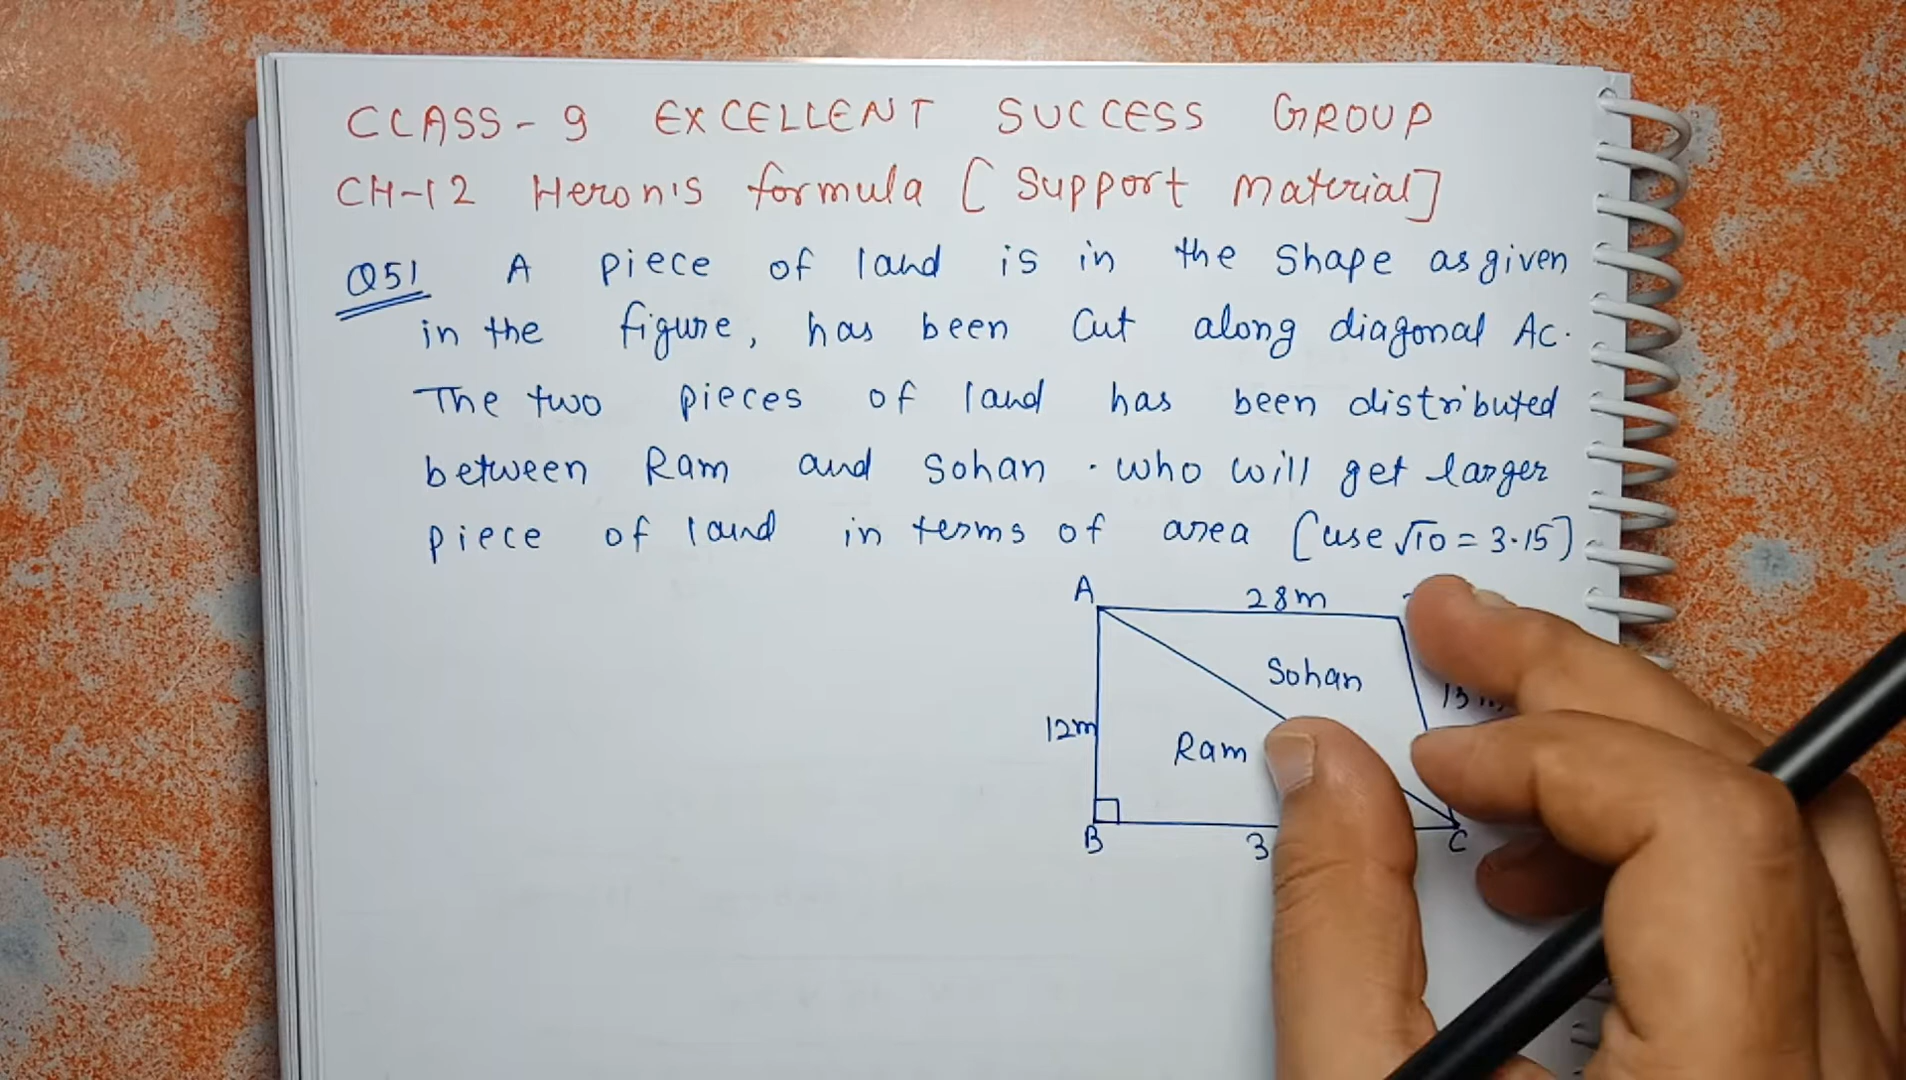 CLASS-9 EXCELLENT SUCCESS GROUP
CH-12 Heron's formula [Support Material]
Q51 A piece of land is in the shape as given
in the figure, has been cut along diagonal AC.
The two pieces of land has been distributed
between Ram and Sohan. who will get larger
piece of land in terms of area [use √10 = 3.15]
A 28m
Sohan
12m Ram
B 3 C